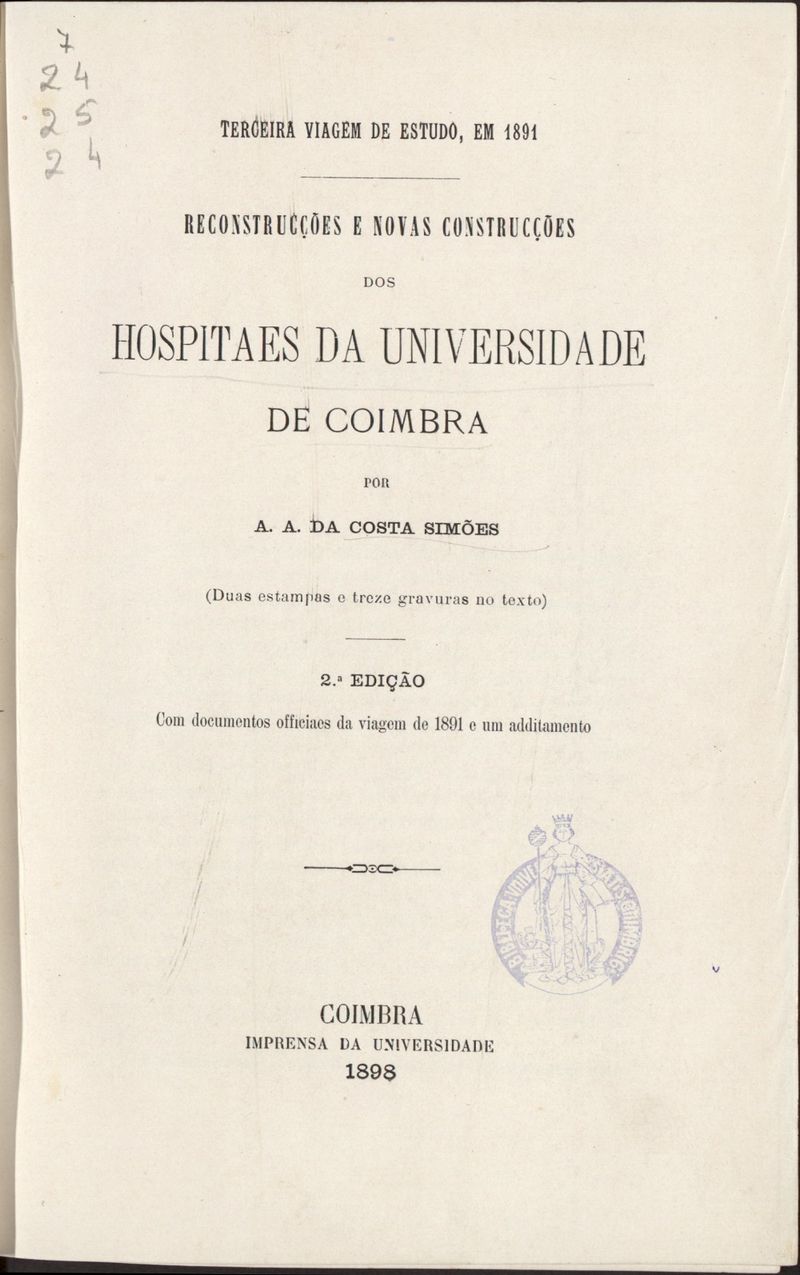 7
24
25
24
TERCEIRA VIAGEM DE ESTUDO, EM 1891
RECONSTRUCÇÕES E NOVAS CONSTRUCÇÕES
DOS
HOSPITAES DA UNIVERSIDADE
DE COIMBRA
POR
A. A. DA COSTA SIMÕES
(Duas estampas e treze gravuras no texto)
2.ª EDIÇÃO
Com documentos officiaes da viagem de 1891 e um additamento
COIMBRA
IMPRENSA DA UNIVERSIDADE
1898